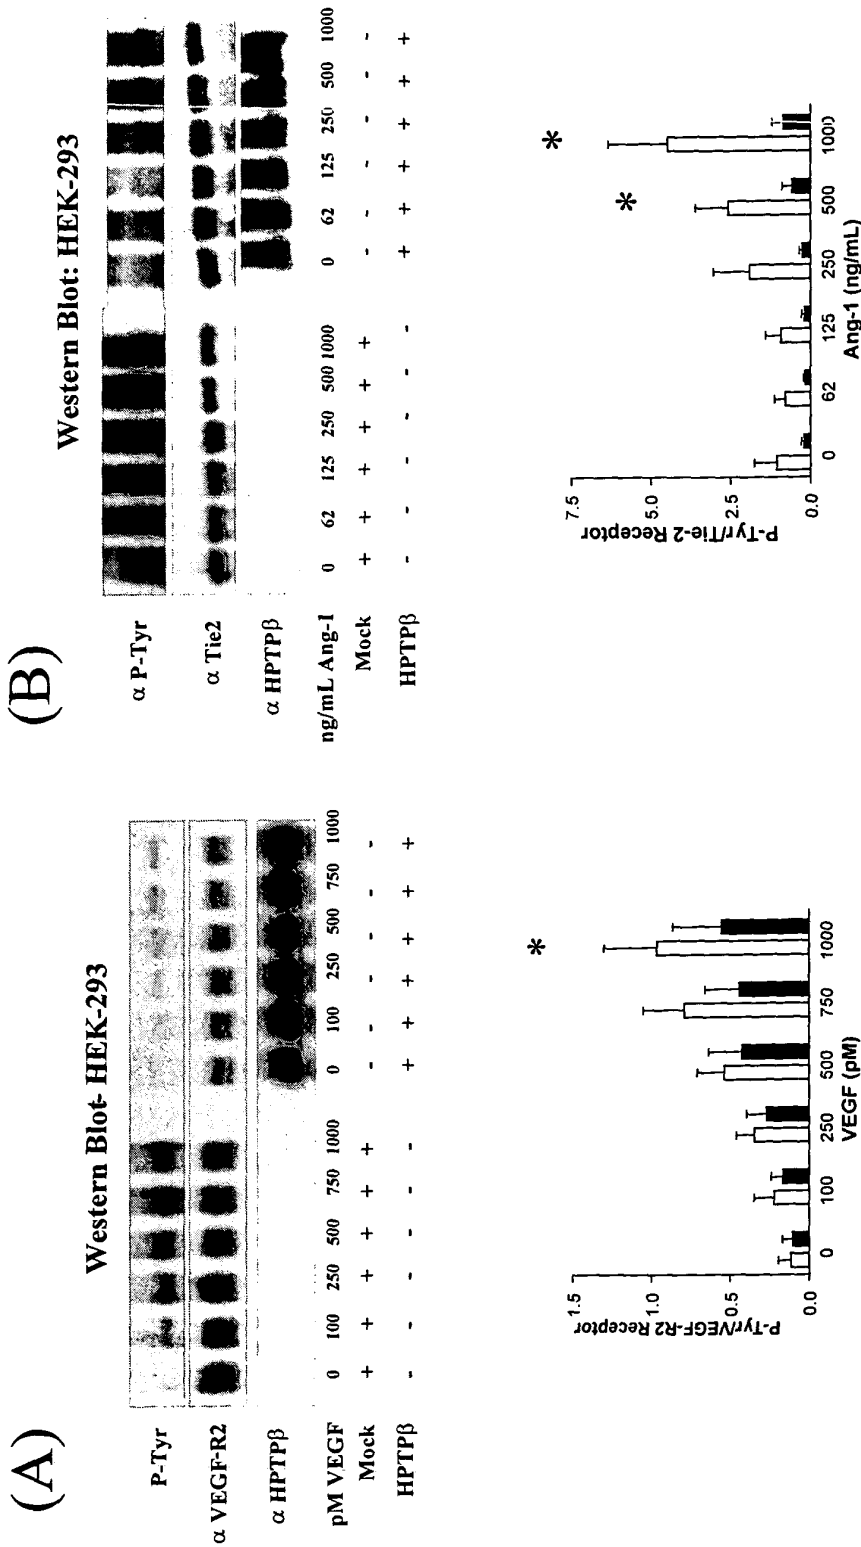 (A)
Western Blot- HEK-293
P-Tyr
α VEGF-R2
α HPTPβ
pM VEGF 0 100 250 500 750 1000 0 100 250 500 750 1000
Mock + + + + + + - - - - - -
HPTPβ - - - - - - + + + + + +
*
1.5
1.0
0.5
0.0
P-Tyr/VEGF-R2 Receptor
0 100 250 500 750 1000
VEGF (pM)
(B)
Western Blot: HEK-293
α P-Tyr
α Tie2
α HPTPβ
ng/mL Ang-1 0 62 125 250 500 1000 0 62 125 250 500 1000
Mock + + + + + + - - - - - -
HPTPβ - - - - - - + + + + + +
* *
7.5
5.0
2.5
0.0
P-Tyr/Tie-2 Receptor
0 62 125 250 500 1000
Ang-1 (ng/mL)